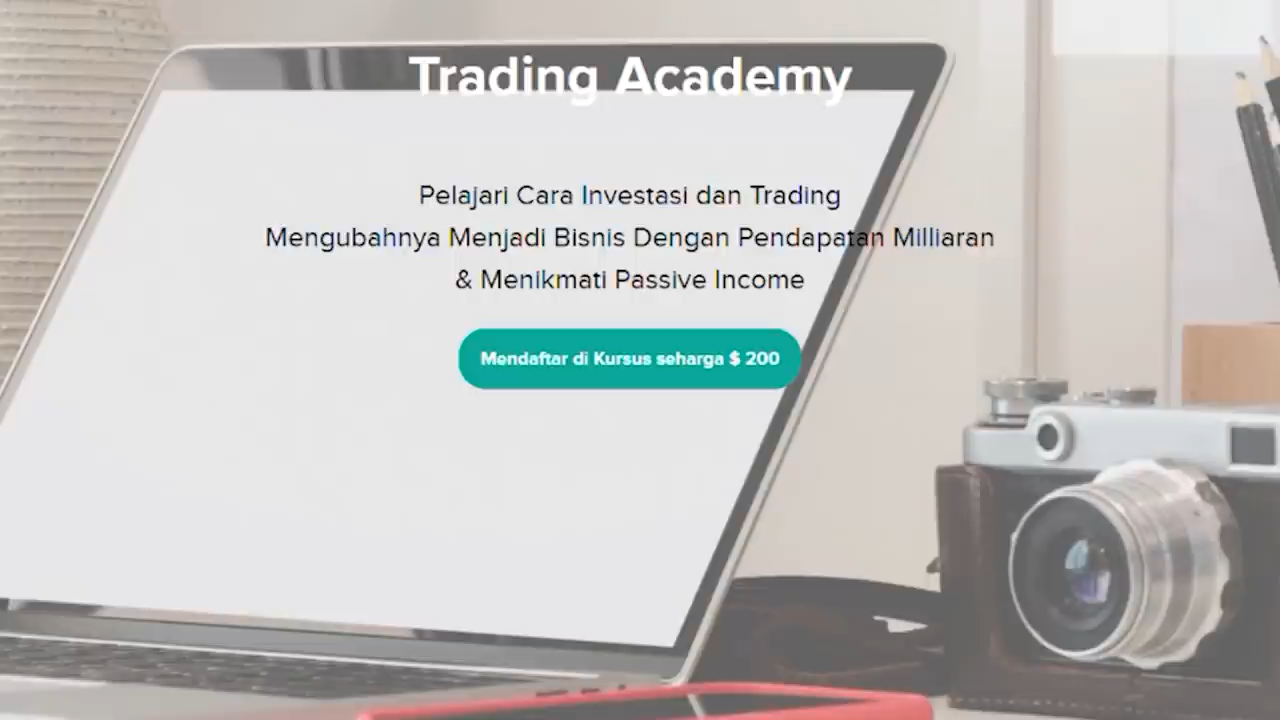 Trading Academy
Pelajari Cara Investasi dan Trading
Mengubahnya Menjadi Bisnis Dengan Pendapatan Milliaran
& Menikmati Passive Income
Mendaftar di Kursus seharga $ 200